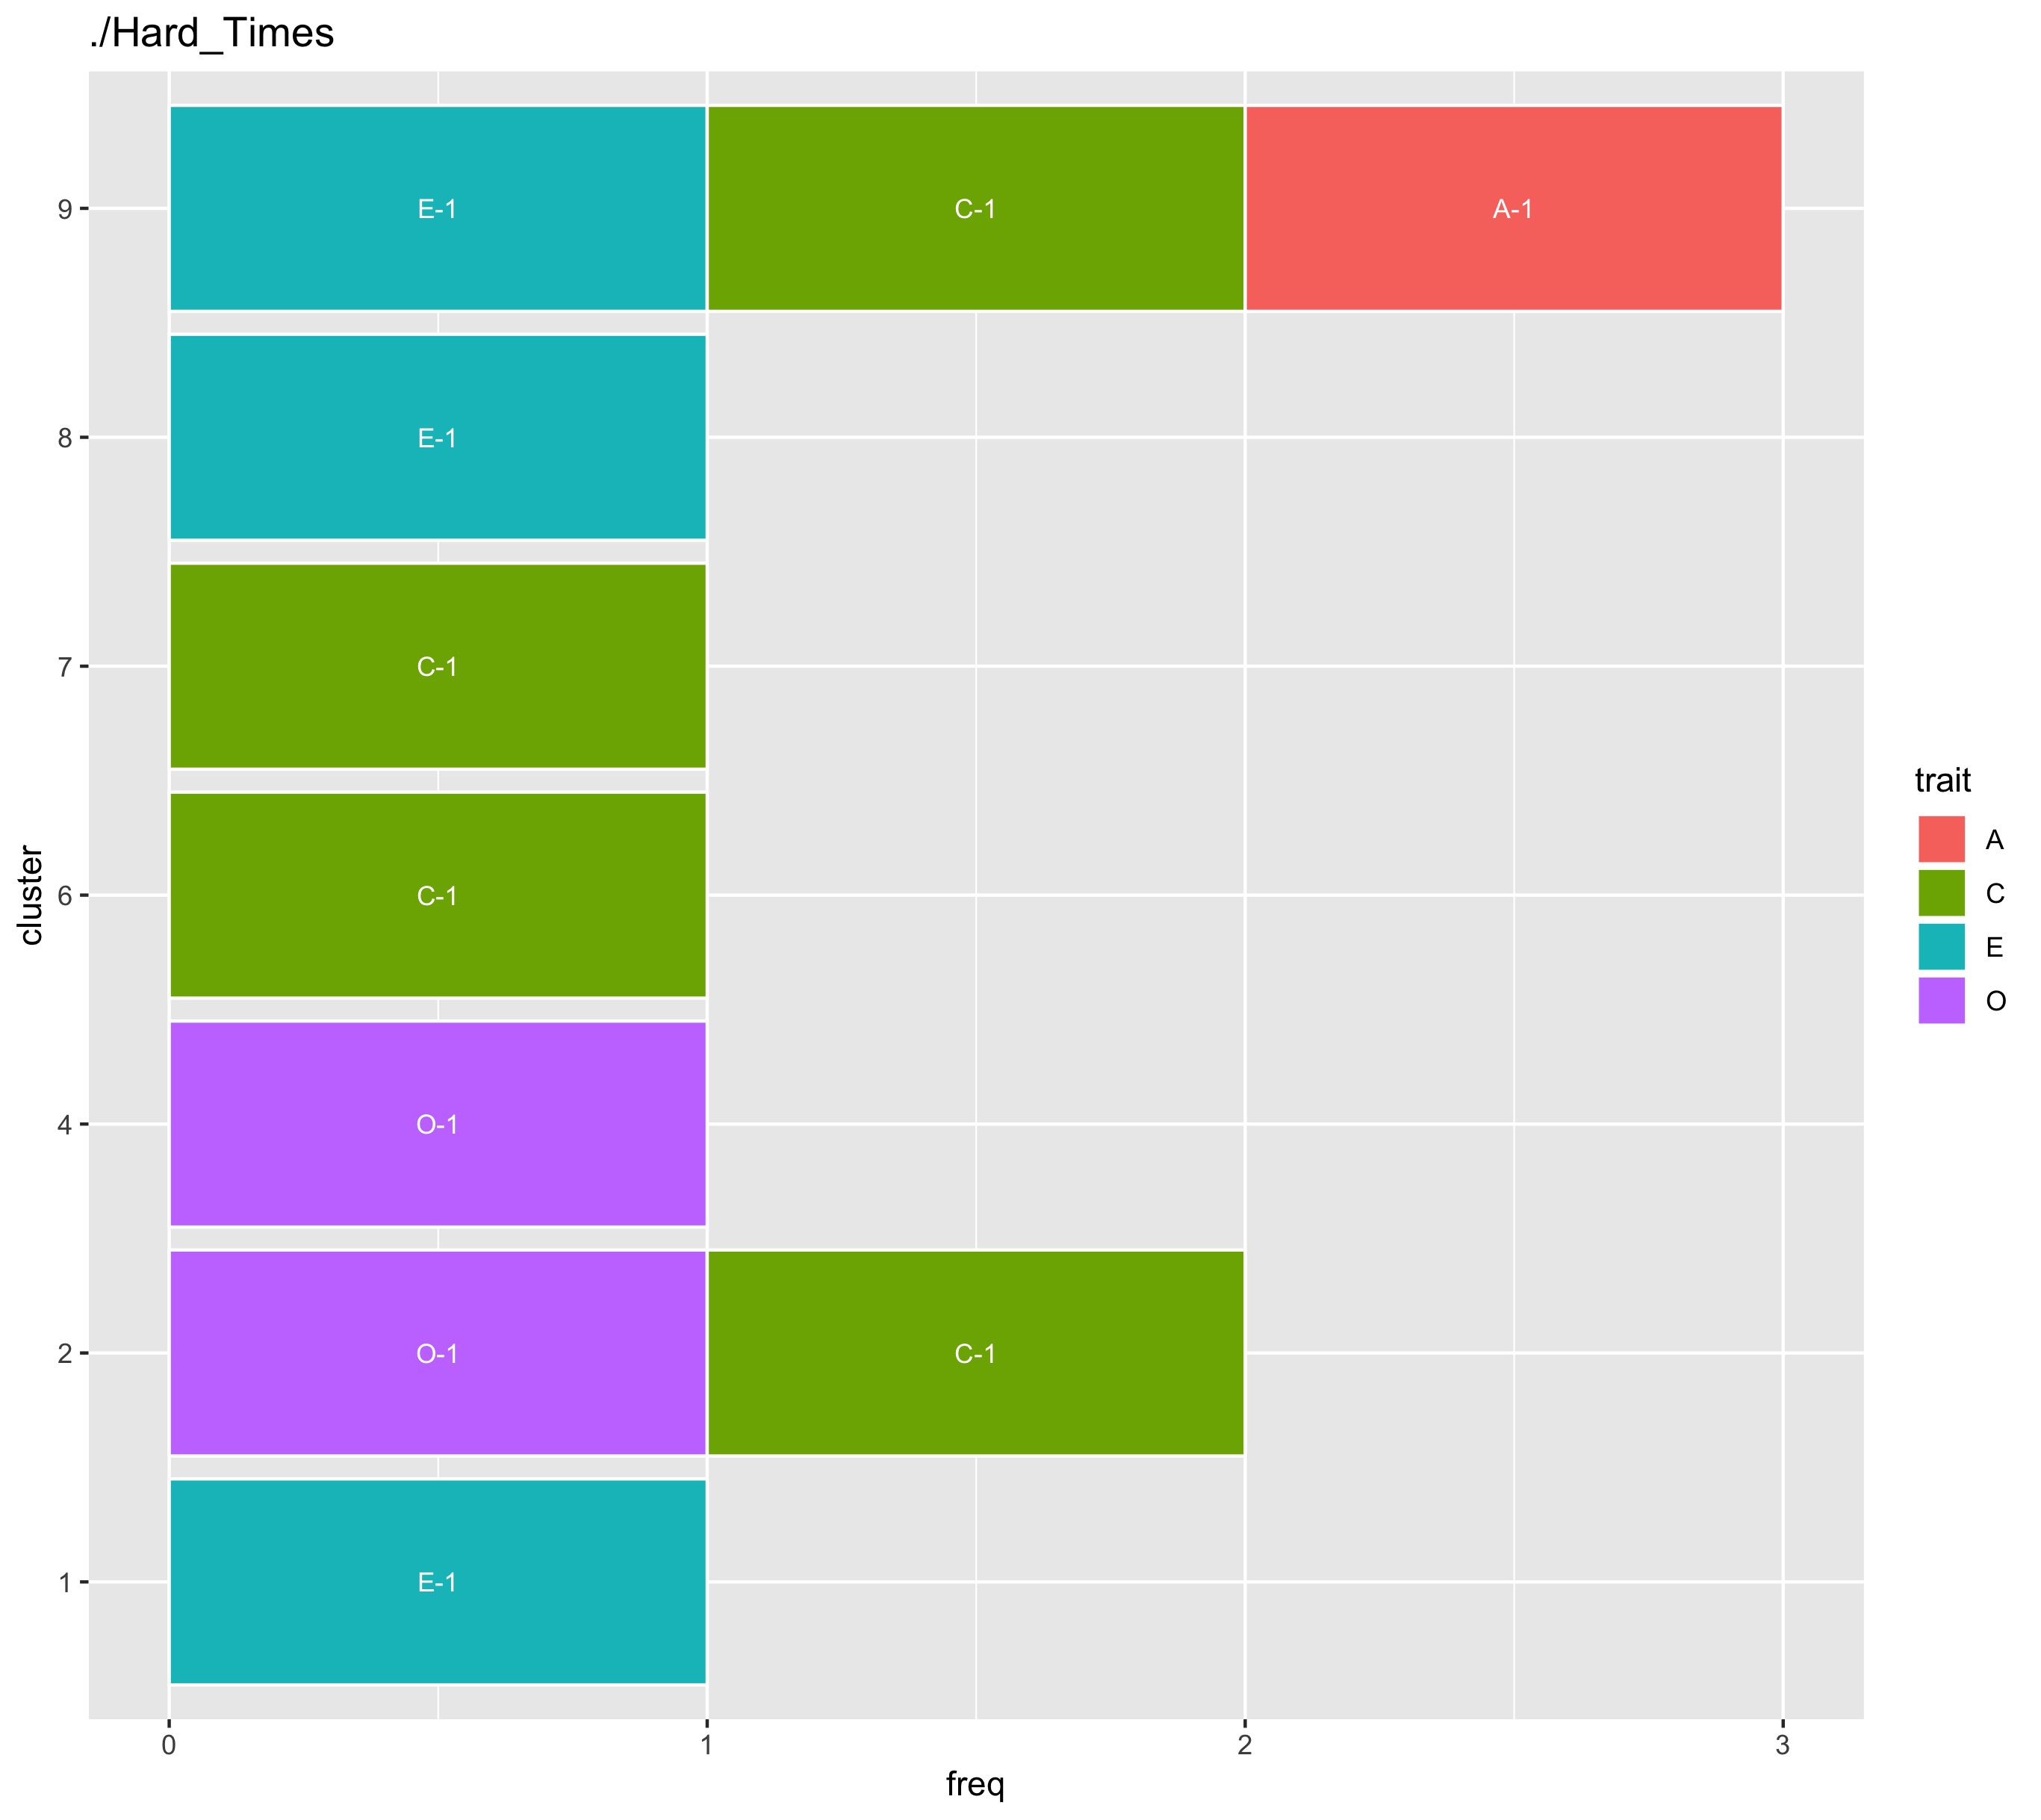 ./Hard_Times
9
E-1
C-1
A-1
8
E-1
7
C-1
6
C-1
4
O-1
2
O-1
C-1
1
E-1
cluster
0
1
2
3
freq
trait
A
C
E
O